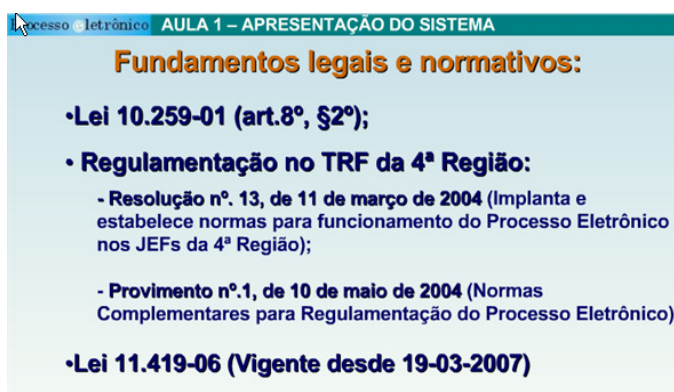 Processo eletrônico AULA 1 – APRESENTAÇÃO DO SISTEMA
Fundamentos legais e normativos:
•Lei 10.259-01 (art.8º, §2º);
• Regulamentação no TRF da 4ª Região:
- Resolução nº. 13, de 11 de março de 2004 (Implanta e
estabelece normas para funcionamento do Processo Eletrônico
nos JEFs da 4ª Região);
- Provimento nº.1, de 10 de maio de 2004 (Normas
Complementares para Regulamentação do Processo Eletrônico)
•Lei 11.419-06 (Vigente desde 19-03-2007)